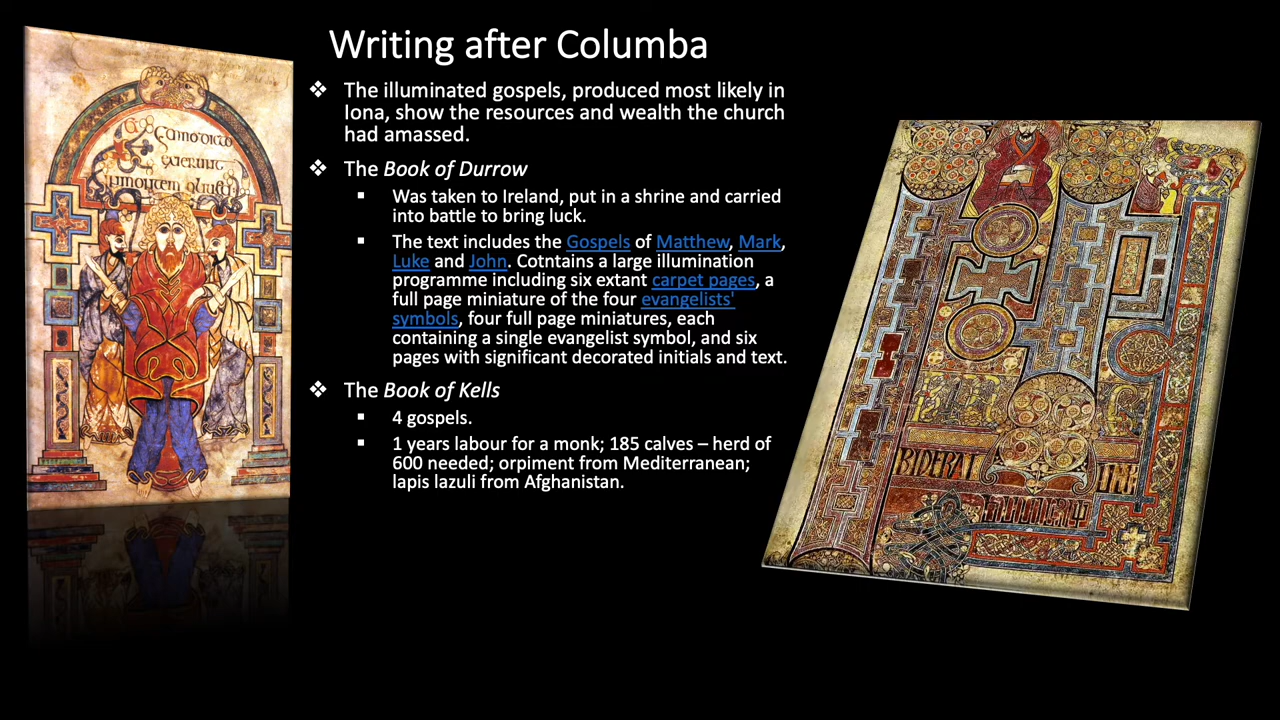 Writing after Columba
❖ The illuminated gospels, produced most likely in
Iona, show the resources and wealth the church
had amassed.
❖ The Book of Durrow
▪ Was taken to Ireland, put in a shrine and carried
into battle to bring luck.
▪ The text includes the Gospels of Matthew, Mark,
Luke and John. Cotntains a large illumination
programme including six extant carpet pages, a
full page miniature of the four evangelists'
symbols, four full page miniatures, each
containing a single evangelist symbol, and six
pages with significant decorated initials and text.
❖ The Book of Kells
▪ 4 gospels.
▪ 1 years labour for a monk; 185 calves – herd of
600 needed; orpiment from Mediterranean;
lapis lazuli from Afghanistan.